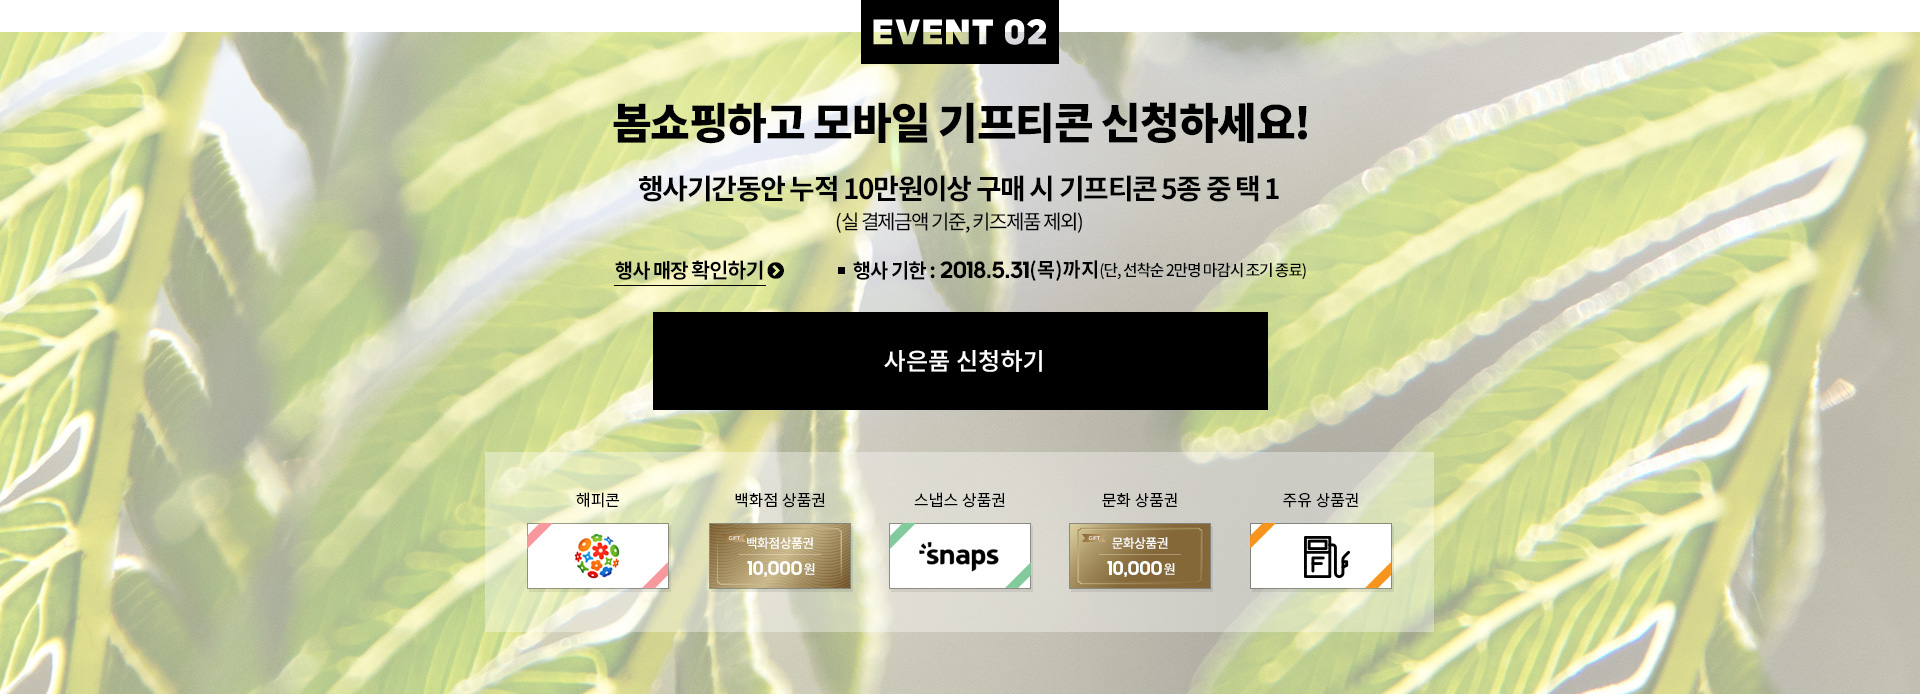 EVENT 02
봄쇼핑하고 모바일 기프티콘 신청하세요!
행사기간동안 누적 10만원이상 구매 시 기프티콘 5종 중 택 1
(실 결제금액 기준, 키즈제품 제외)
행사 매장 확인하기
행사 기한 : 2018.5.31(목)까지(단, 선착순 2만명 마감시 조기 종료)
사은품 신청하기
해피콘
백화점 상품권
스냅스 상품권
문화 상품권
주유 상품권
GIFT 백화점상품권
10,000원
snaps
GIFT 문화상품권
10,000원
F